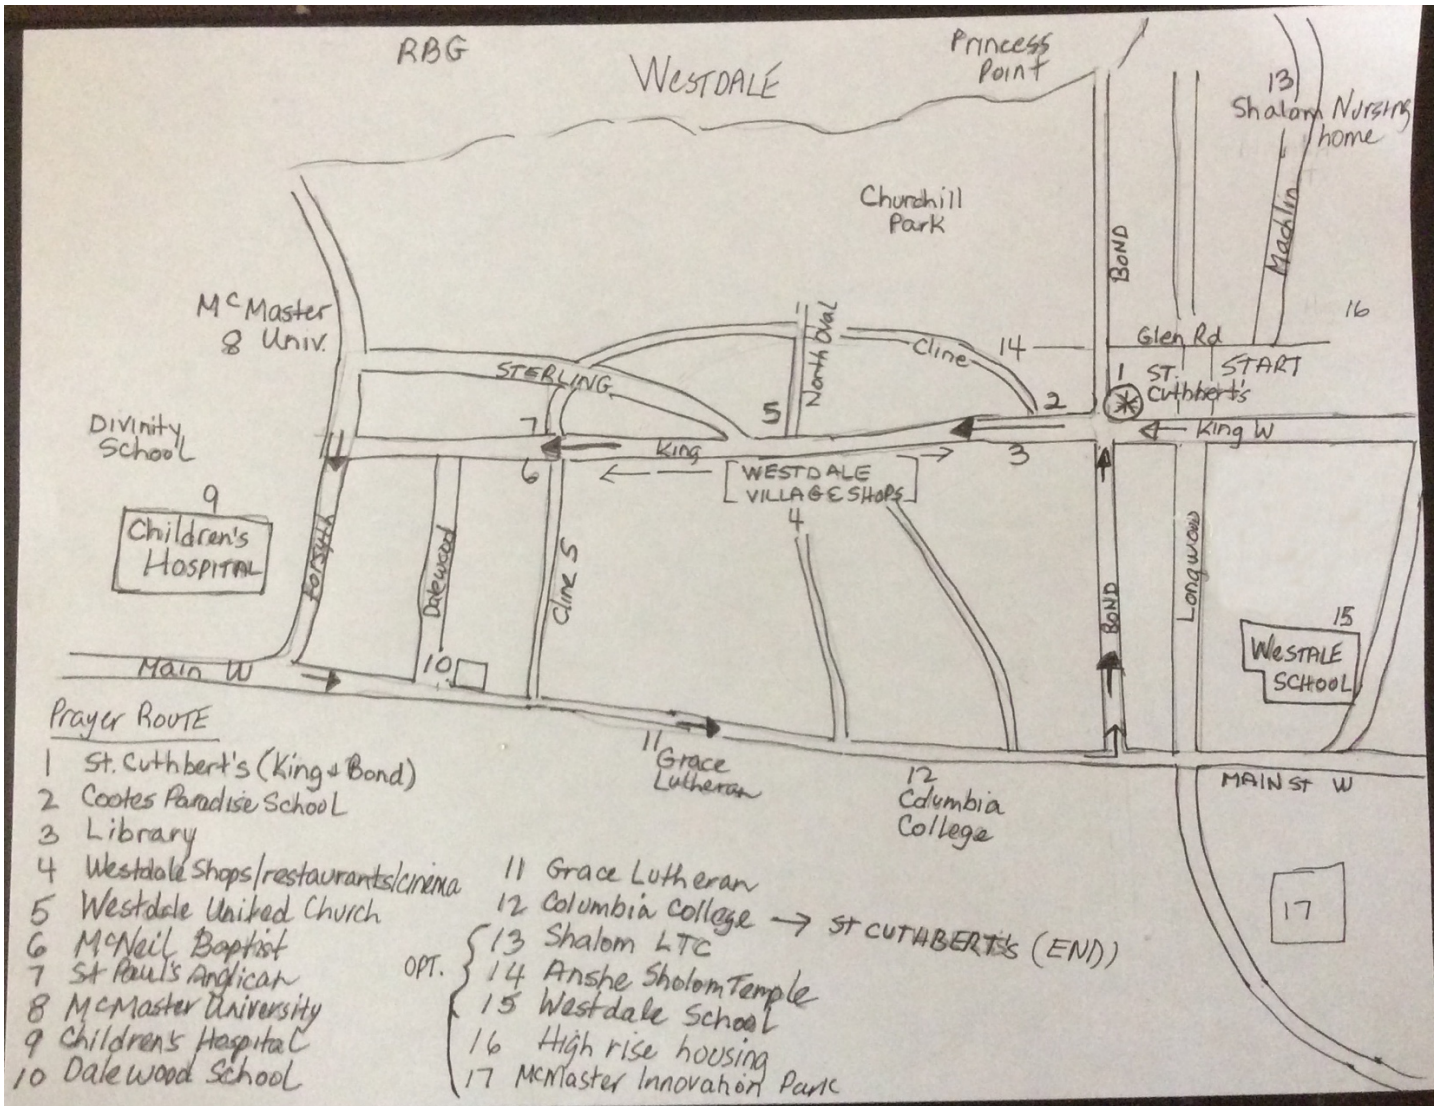 RBG
WESTDALE
Princess
Point
13
Shalom Nursing
home
Churchill
Park
BOND
Machlin
McMaster
8 Univ.
16
Glen Rd
North Oval
Cline
14
START
STERLING
1
ST.
Cuthbert's
2
5
7
King W
Divinity
School
King
3
6
WESTDALE
VILLAGE SHOPS
4
9
Children's
HOSPITAL
Forsyth
Dalewood
Cline S
BOND
Longwood
15
WESTALE
SCHOOL
10
Main W
11
Grace
Lutheran
12
Columbia
College
MAIN ST W
17
Prayer ROUTE
1 St. Cuthbert's (King & Bond)
2 Cootes Paradise School
3 Library
4 Westdale Shops/restaurants/cinema
5 Westdale United Church
6 McNeil Baptist
7 St Paul's Anglican
8 McMaster University
9 Children's Hospital
10 Dalewood School
11 Grace Lutheran
12 Columbia College → ST CUTHBERT'S (END)
OPT.
13 Shalom LTC
14 Anshe Sholom Temple
15 Westdale School
16 High rise housing
17 McMaster Innovation Park